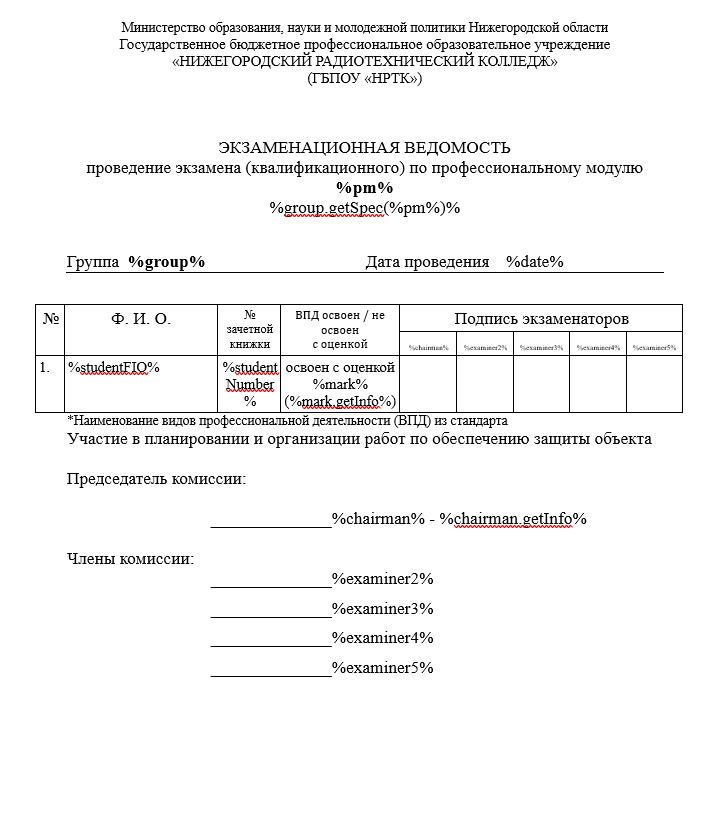 Министерство образования, науки и молодежной политики Нижегородской области
Государственное бюджетное профессиональное образовательное учреждение
«НИЖЕГОРОДСКИЙ РАДИОТЕХНИЧЕСКИЙ КОЛЛЕДЖ»
(ГБПОУ «НРТК»)
ЭКЗАМЕНАЦИОННАЯ ВЕДОМОСТЬ
проведение экзамена (квалификационного) по профессиональному модулю
%pm%
%group.getSpec(%pm%)%
Группа %group% Дата проведения %date%
№
Ф. И. О.
№
зачетной
книжки
ВПД освоен / не
освоен
с оценкой
Подпись экзаменаторов
%chairman% %examiner2% %examiner3% %examiner4% %examiner5%
1.
%studentFIO%
%student
Number
%
освоен с оценкой
%mark%
(%mark.getInfo%)
*Наименование видов профессиональной деятельности (ВПД) из стандарта
Участие в планировании и организации работ по обеспечению защиты объекта
Председатель комиссии:
_______________%chairman% - %chairman.getInfo%
Члены комиссии:
_______________%examiner2%
_______________%examiner3%
_______________%examiner4%
_______________%examiner5%